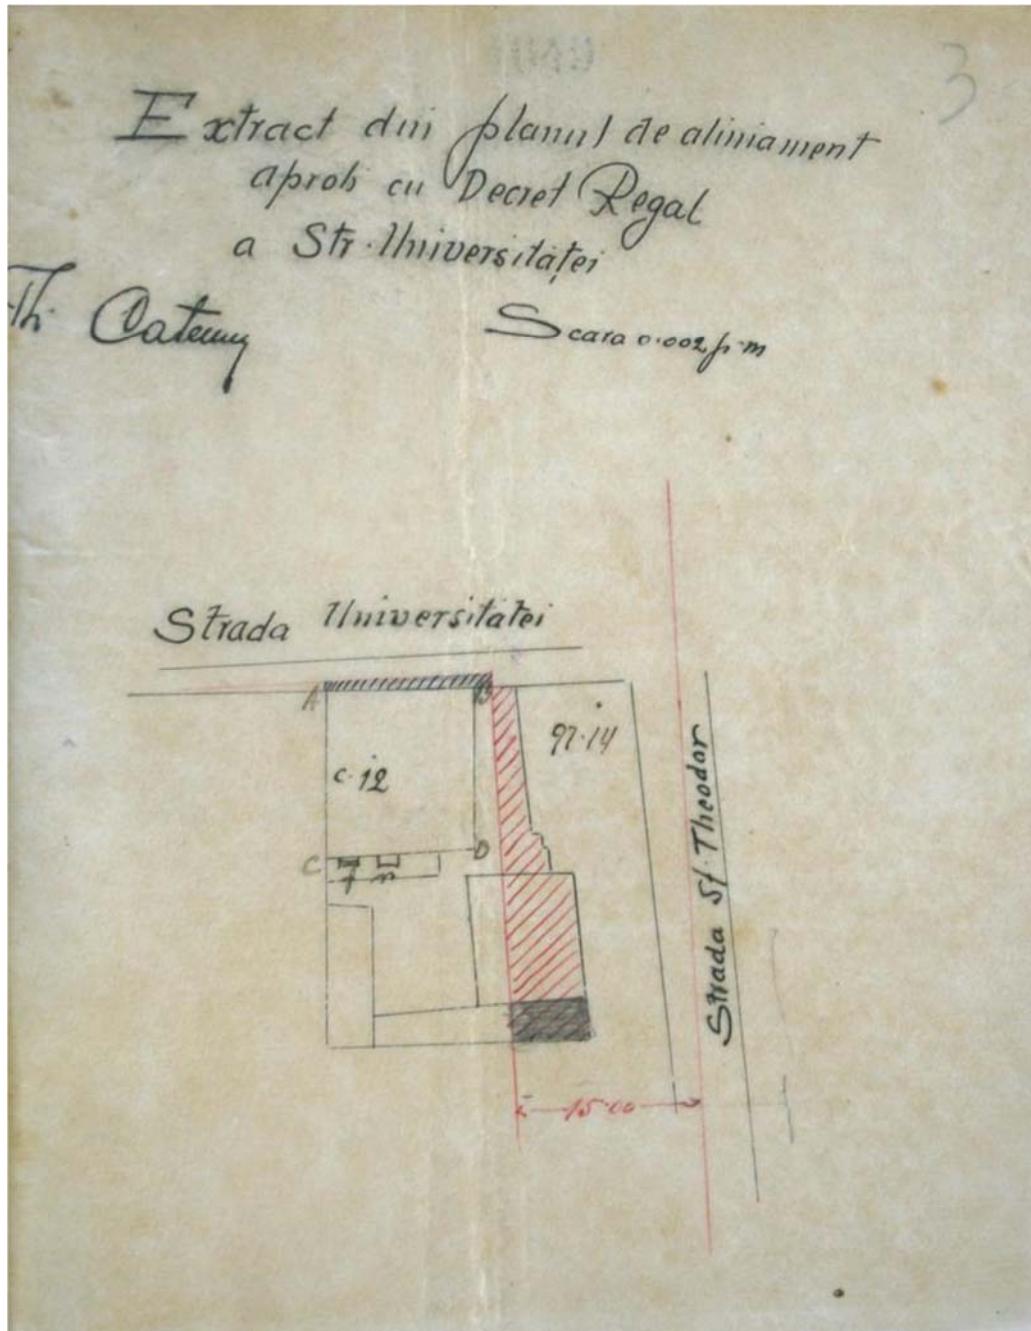 3
Extract din planul de aliniament
aprob cu Decret Regal
a Str. Universitatei
Th.
Scara 0.002 p.m
Strada Universitatei
A B
97.14
c. 12
C D
Strada Sf. Theodor
15.00